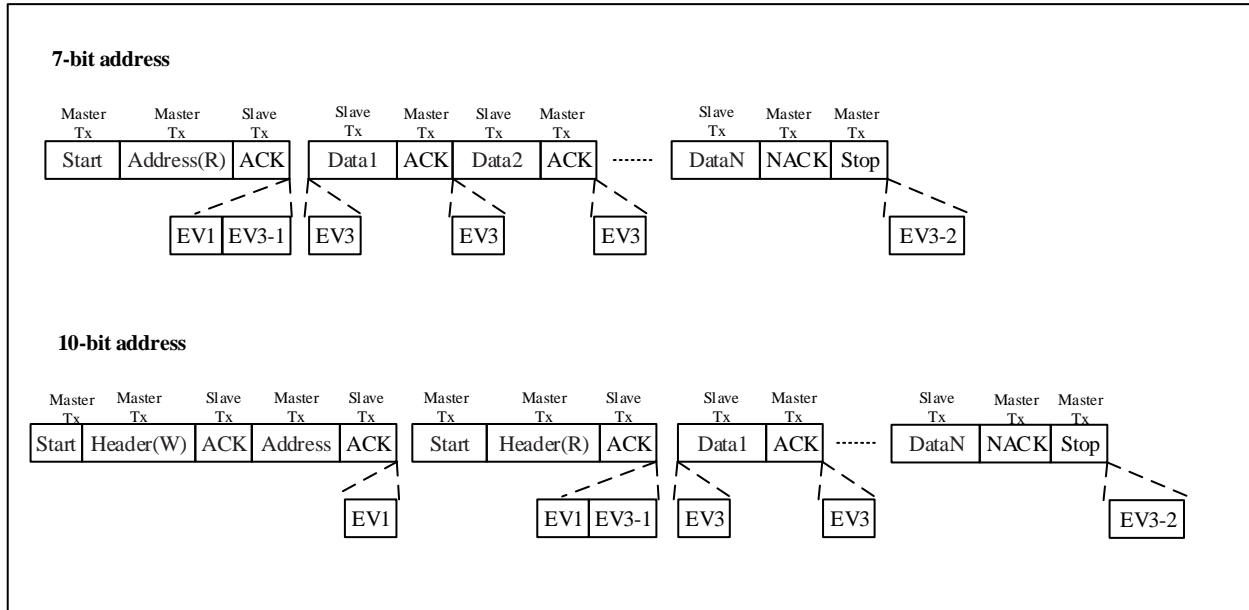 7-bit address
Master Tx Master Tx Slave Tx Slave Tx Master Tx Slave Tx Master Tx Slave Tx Master Tx Master Tx
Start Address(R) ACK Data1 ACK Data2 ACK ........ DataN NACK Stop
EV1 EV3-1 EV3 EV3 EV3 EV3-2
10-bit address
Master Tx Master Tx Slave Tx Master Tx Slave Tx Master Tx Master Tx Slave Tx Slave Tx Master Tx Slave Tx Master Tx Master Tx
Start Header(W) ACK Address ACK Start Header(R) ACK Data1 ACK ........ DataN NACK Stop
EV1 EV1 EV3-1 EV3 EV3 EV3-2